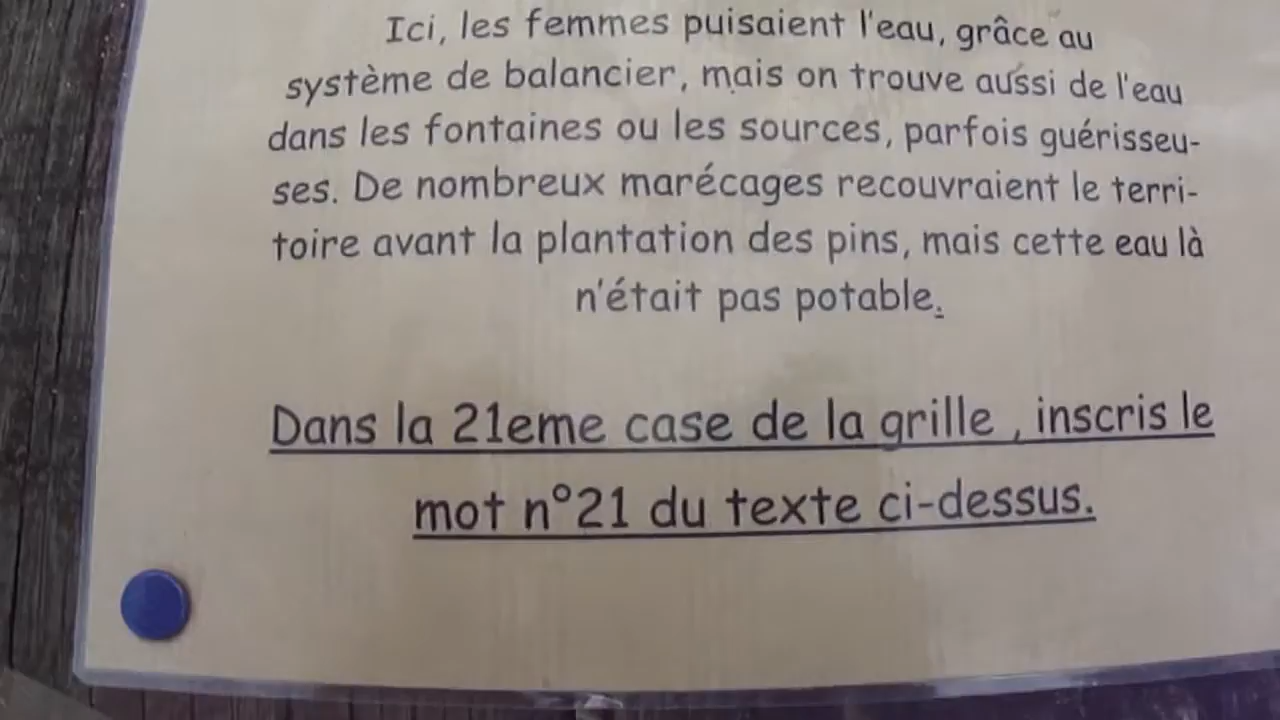 Ici, les femmes puisaient l'eau, grâce au
système de balancier, mais on trouve aussi de l'eau
dans les fontaines ou les sources, parfois guérisseu-
ses. De nombreux marécages recouvraient le terri-
toire avant la plantation des pins, mais cette eau là
n'était pas potable.
Dans la 21eme case de la grille , inscris le
mot n°21 du texte ci-dessus.